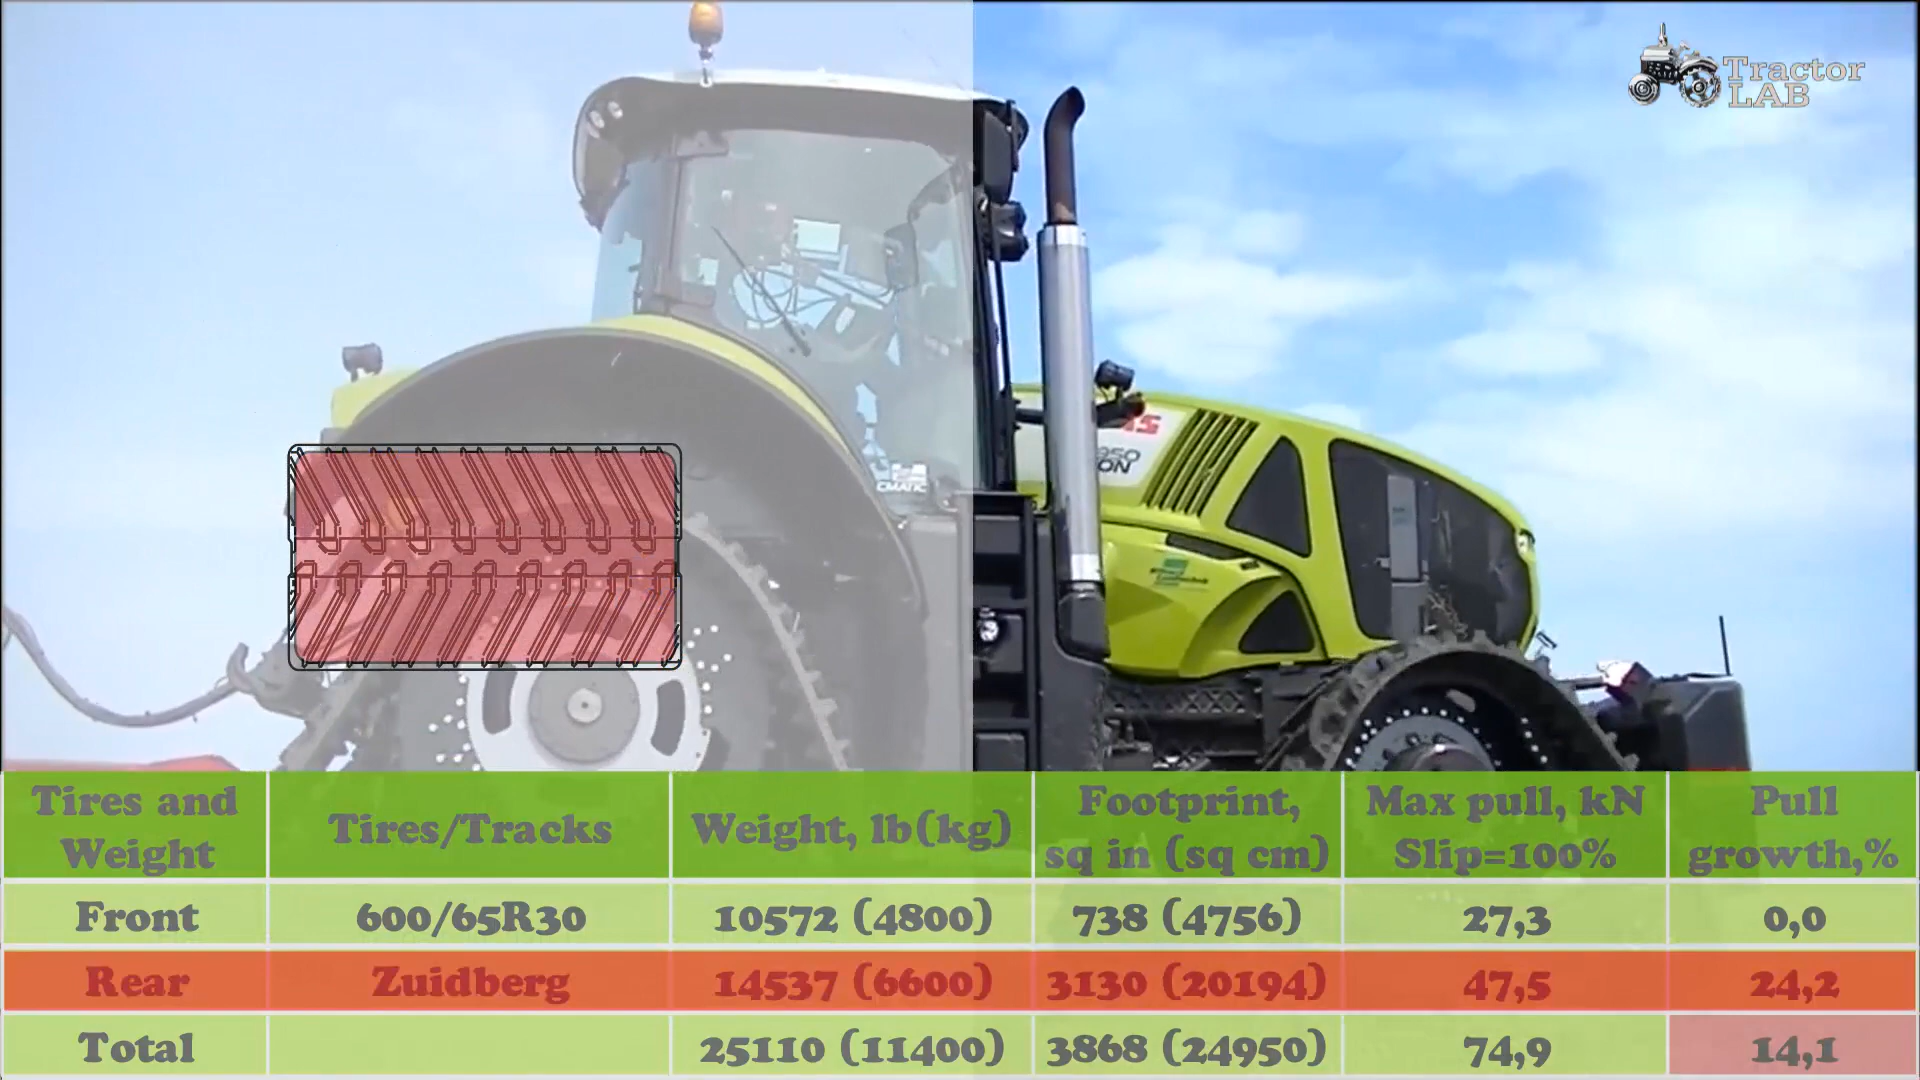 Tractor
LAB
CMATIC
Tires and Weight Tires/Tracks Weight, lb(kg) Footprint, sq in (sq cm) Max pull, kN Slip=100% Pull growth,%
Front 600/65R30 10572 (4800) 738 (4756) 27,3 0,0
Rear Zuidberg 14537 (6600) 3130 (20194) 47,5 24,2
Total 25110 (11400) 3868 (24950) 74,9 14,1